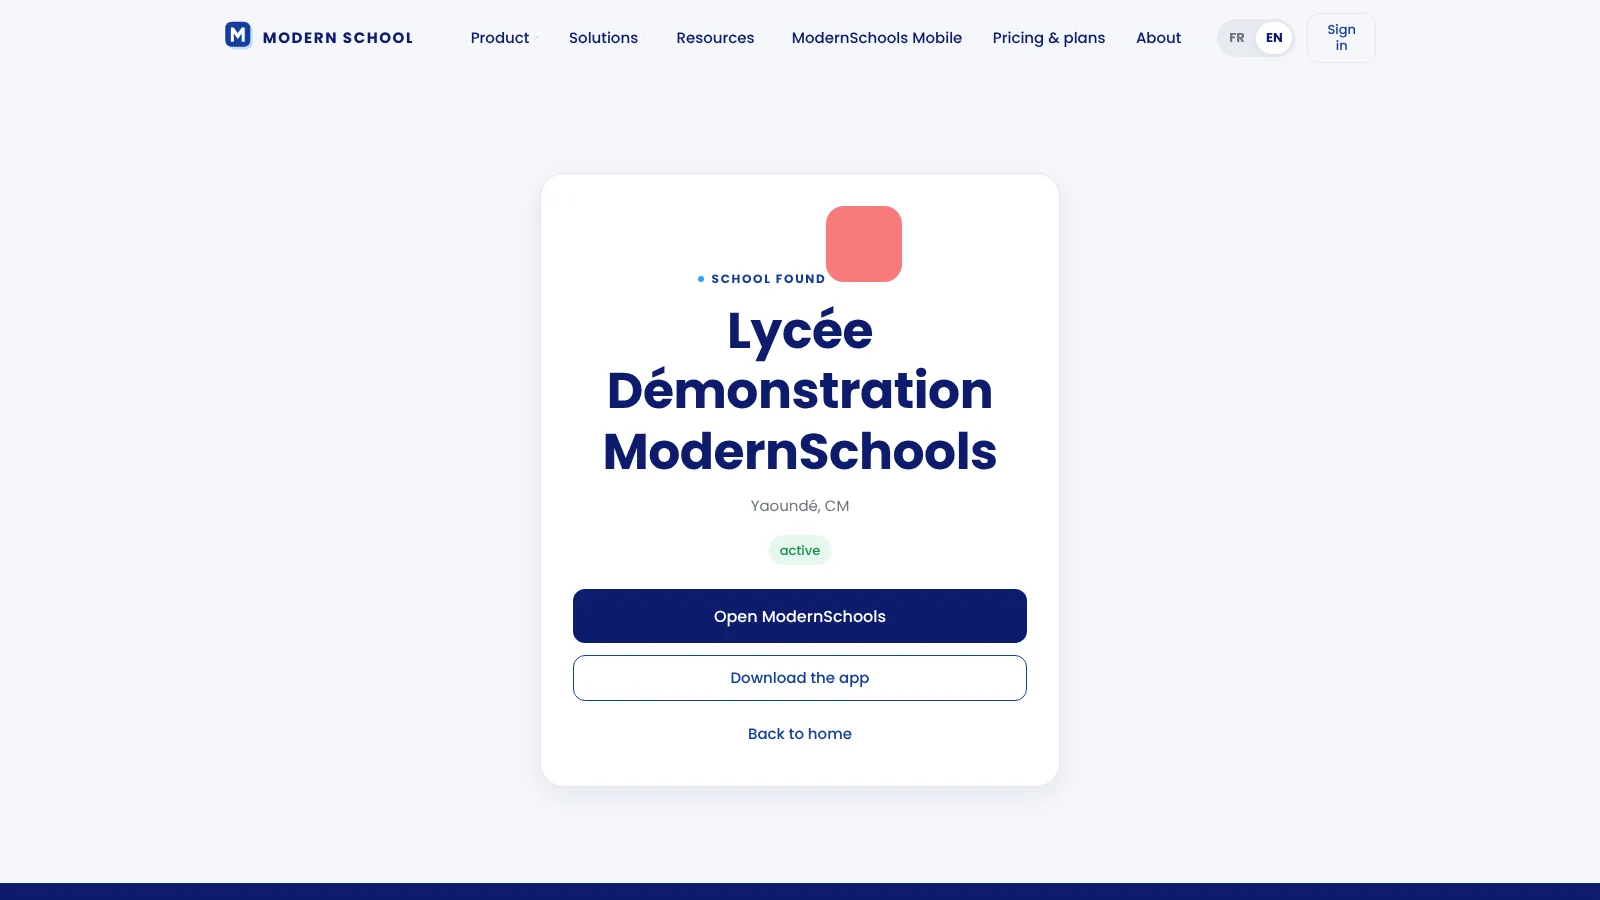 MODERN SCHOOL
Product
Solutions
Resources
ModernSchools Mobile
Pricing & plans
About
FR
EN
Sign
in
SCHOOL FOUND
Lycée
Démonstration
ModernSchools
Yaoundé, CM
active
Open ModernSchools
Download the app
Back to home